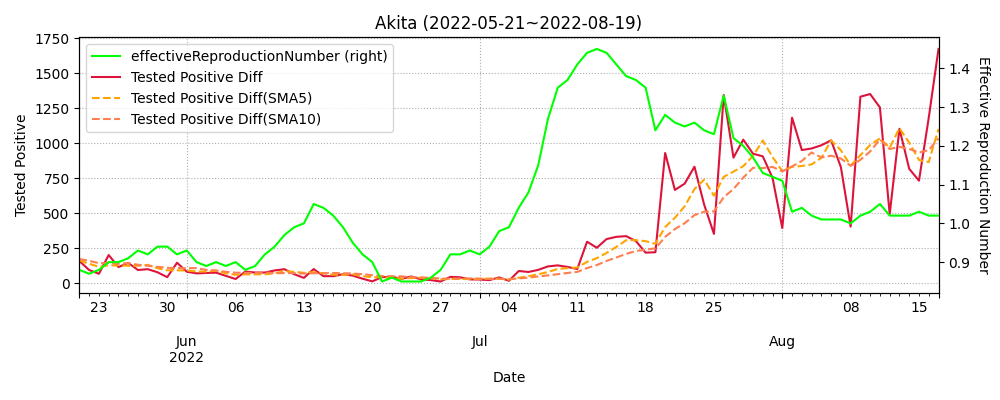 Akita (2022-05-21~2022-08-19)
effectiveReproductionNumber (right)
Tested Positive Diff
Tested Positive Diff(SMA5)
Tested Positive Diff(SMA10)
Tested Positive
1750
1500
1250
1000
750
500
250
0
Effective Reproduction Number
1.4
1.3
1.2
1.1
1.0
0.9
23 30 06 13 20 27 04 11 18 25 08 15
Jun Jul Aug
2022
Date